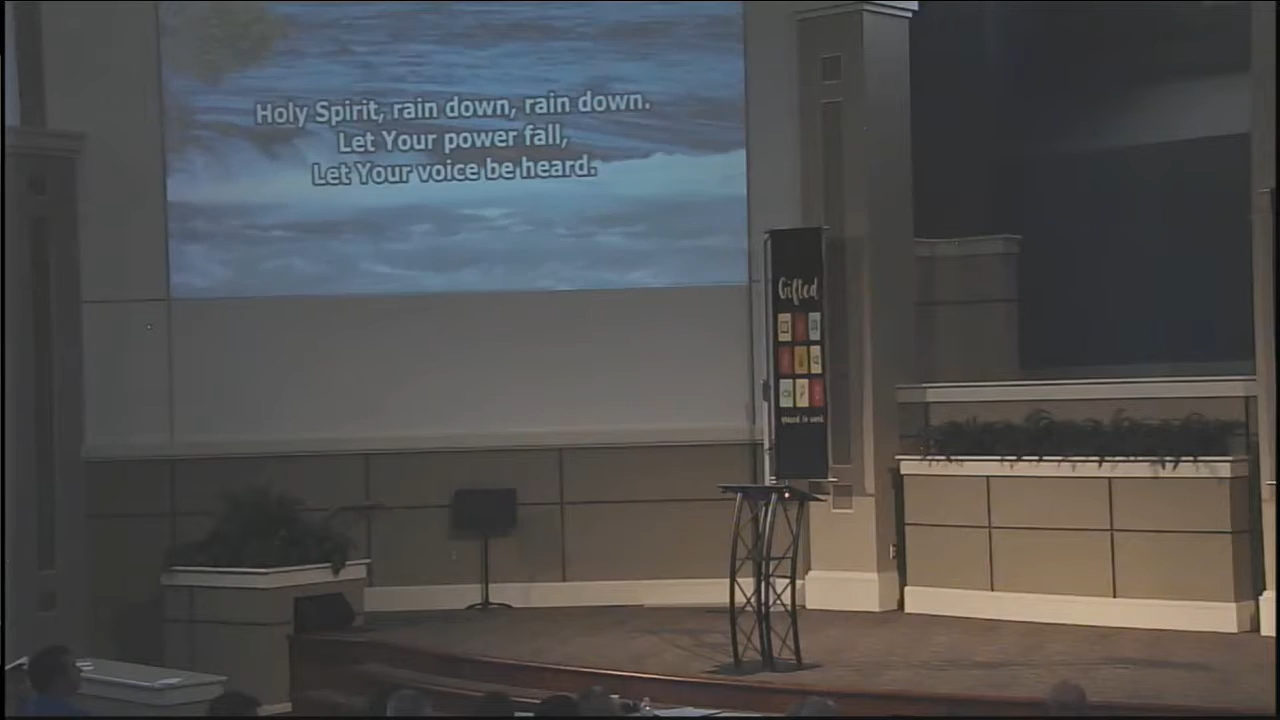 Holy Spirit, rain down, rain down.
Let Your power fall,
Let Your voice be heard.
Gifted